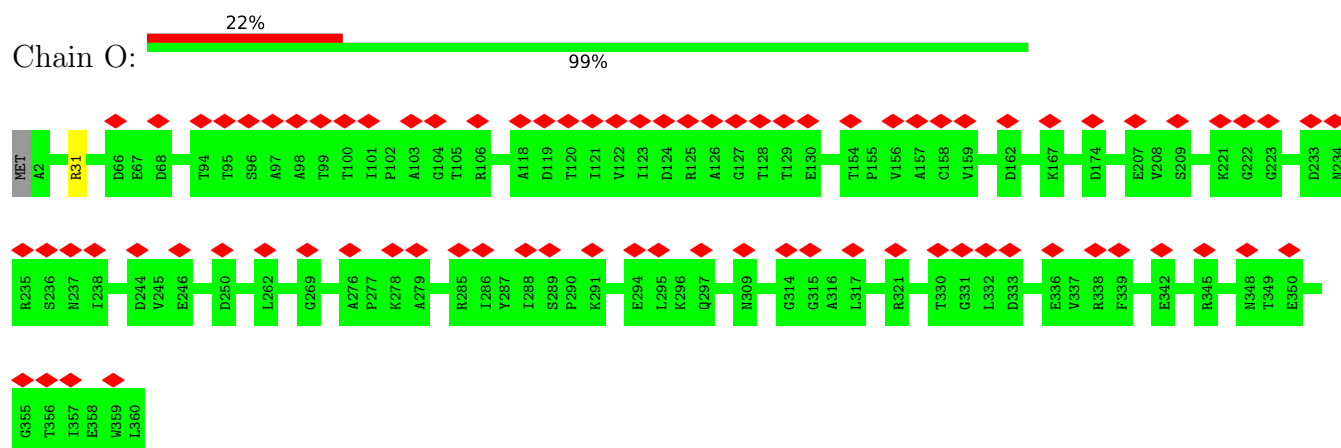 22%
Chain O:
99%
MET A2 R31 D66 E67 D68 T94 T95 S96 A97 A98 T99 T100 I101 P102 A103 G104 T105 R106 A118 D119 T120 I121 V122 I123 D124 R125 A126 G127 T128 T129 E130 T154 P155 V156 A157 C158 V159 D162 K167 D174 E207 V208 S209 K221 G222 G223 D233 N234
R235 S236 N237 I238 D244 V245 E246 D250 L262 G269 A276 P277 K278 A279 R285 I286 Y287 I288 S289 P290 K291 E294 L295 K296 Q297 N309 G314 G315 A316 L317 R321 T330 G331 L332 D333 E336 V337 R338 F339 E342 R345 N348 T349 E350
G355 T356 I357 E358 W359 L360